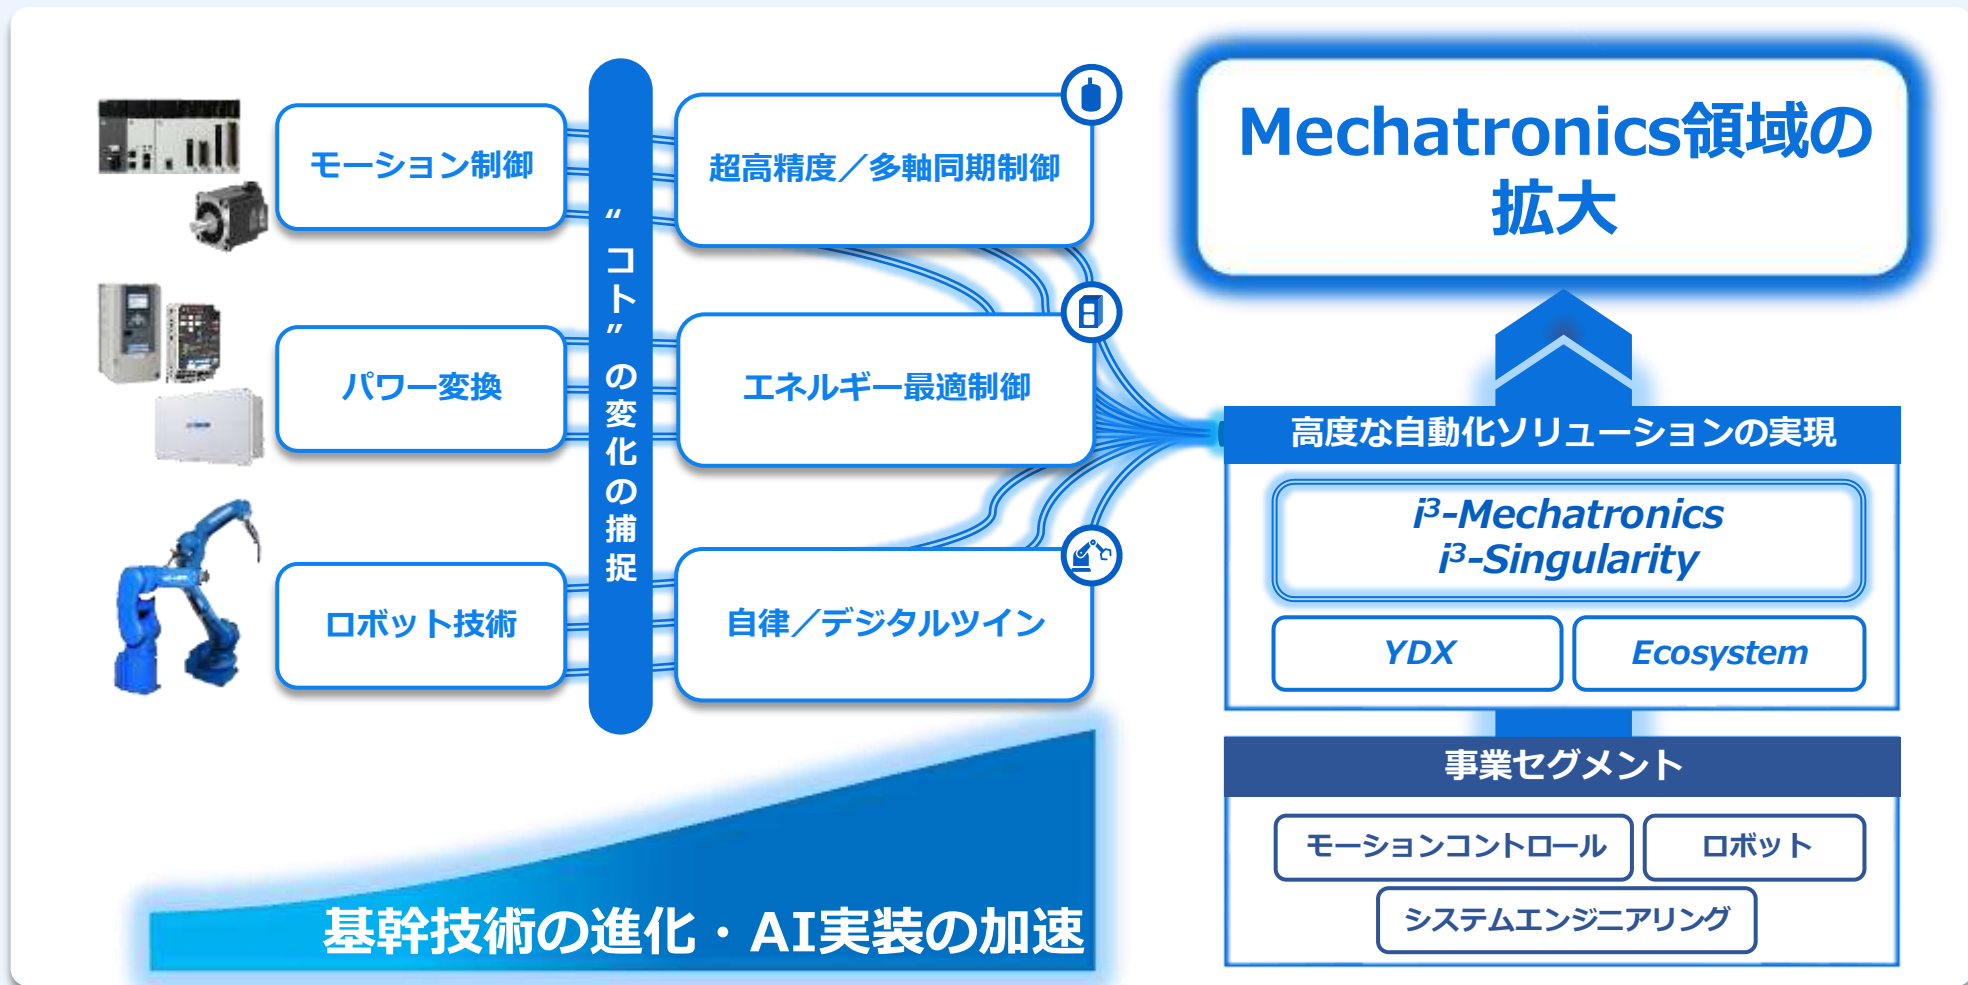 モーション制御
パワー変換
ロボット技術
“コト”の変化の捕捉
超高精度／多軸同期制御
エネルギー最適制御
自律／デジタルツイン
基幹技術の進化・AI実装の加速
Mechatronics領域の
拡大
高度な自動化ソリューションの実現
i³-Mechatronics
i³-Singularity
YDX
Ecosystem
事業セグメント
モーションコントロール
ロボット
システムエンジニアリング